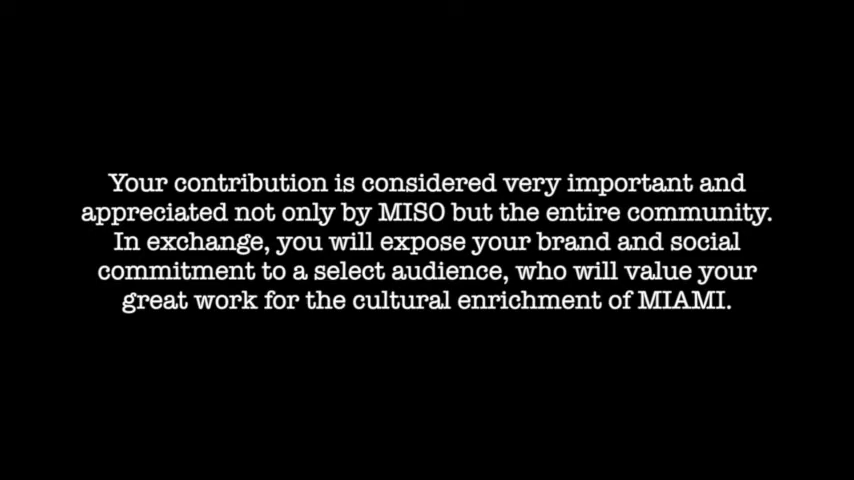 Your contribution is considered very important and
appreciated not only by MISO but the entire community.
In exchange, you will expose your brand and social
commitment to a select audience, who will value your
great work for the cultural enrichment of MIAMI.